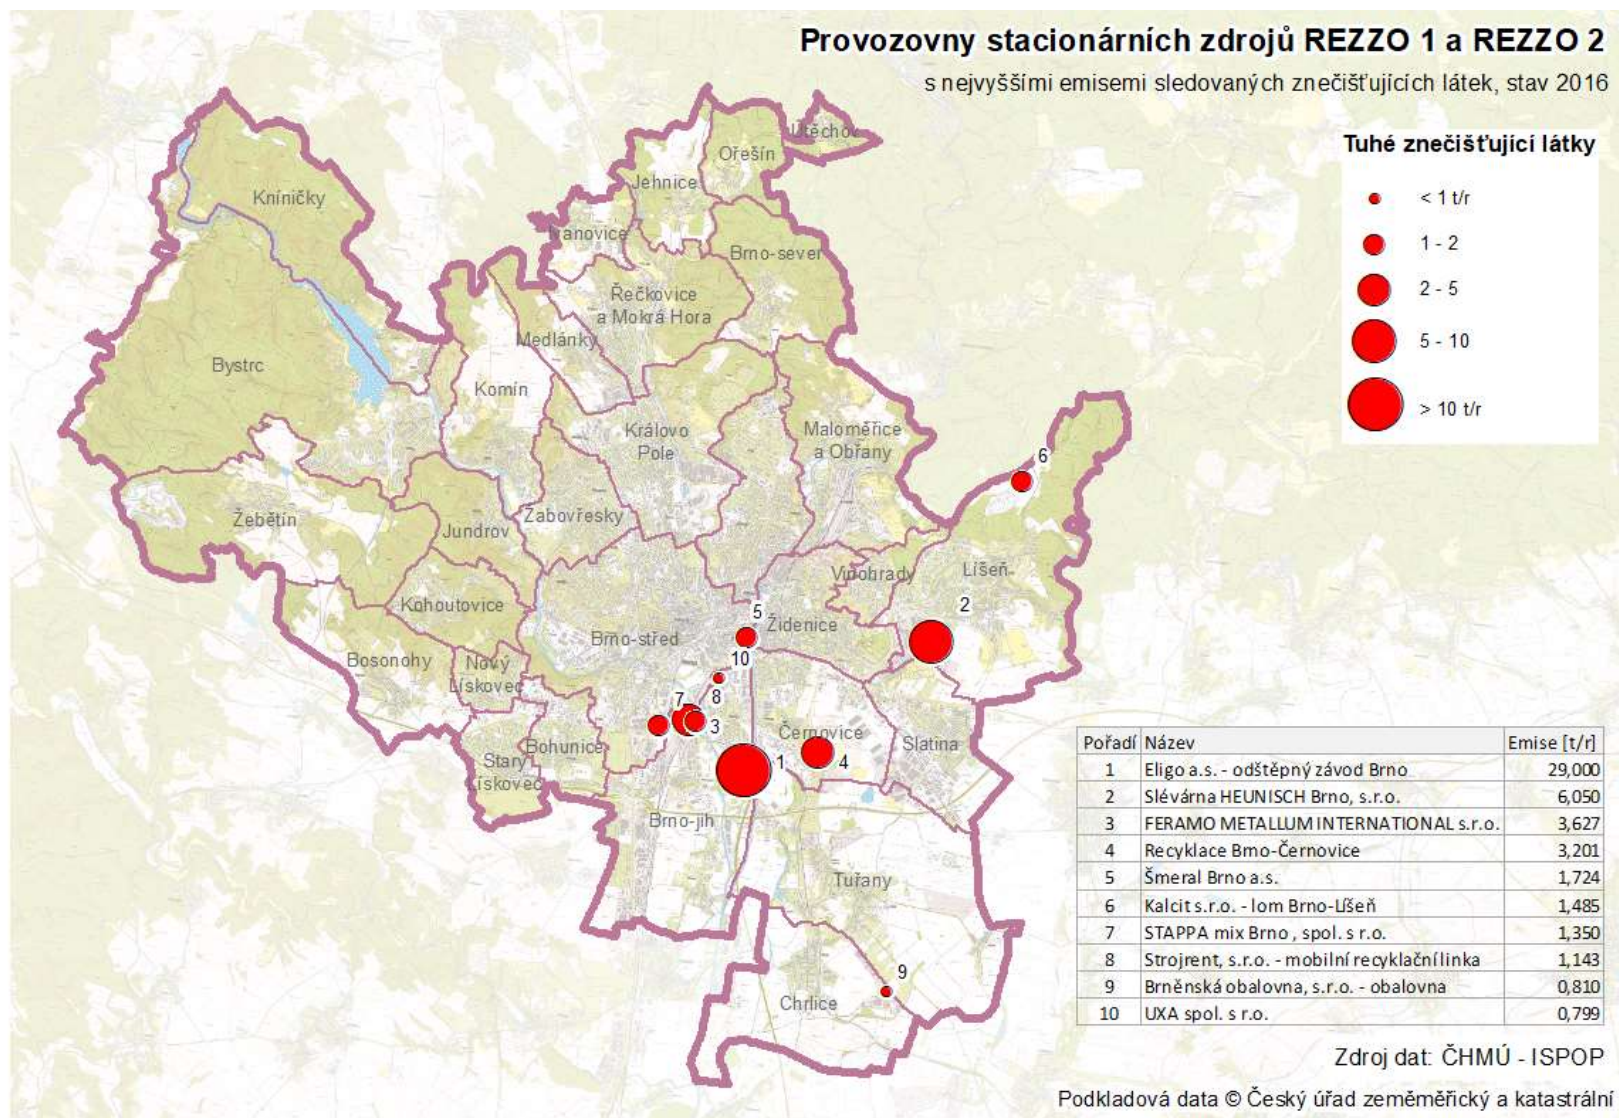 Provozovny stacionárních zdrojů REZZO 1 a REZZO 2
s nejvyššími emisemi sledovaných znečišťujících látek, stav 2016
Tuhé znečišťující látky
< 1 t/r
1 - 2
2 - 5
5 - 10
> 10 t/r
Útěchov
Ořešín
Jehnice
Kníničky
Ivanovice
Brno-sever
Řečkovice
a Mokrá Hora
Medlánky
Bystrc
Komín
Královo
Pole
Maloměřice
a Obřany
6
Žebětín
Jundrov
Žabovřesky
Vinohrady
Líšeň
Kohoutovice
2
5
Brno-střed
Židenice
Bosonohy
Nový
Lískovec
10
7
8
3
Černovice
Slatina
Bohunice
Starý
Lískovec
1
4
Brno-jih
Tuřany
9
Chrlice
Pořadí Název Emise [t/r]
1 Eligo a.s. - odštěpný závod Brno 29,000
2 Slévárna HEUNISCH Brno, s.r.o. 6,050
3 FERAMO METALLUM INTERNATIONAL s.r.o. 3,627
4 Recyklace Brno-Černovice 3,201
5 Šmeral Brno a.s. 1,724
6 Kalcit s.r.o. - lom Brno-Líšeň 1,485
7 STAPPA mix Brno , spol. s r.o. 1,350
8 Strojrent, s.r.o. - mobilní recyklační linka 1,143
9 Brněnská obalovna, s.r.o. - obalovna 0,810
10 UXA spol. s r.o. 0,799
Zdroj dat: ČHMÚ - ISPOP
Podkladová data © Český úřad zeměměřický a katastrální